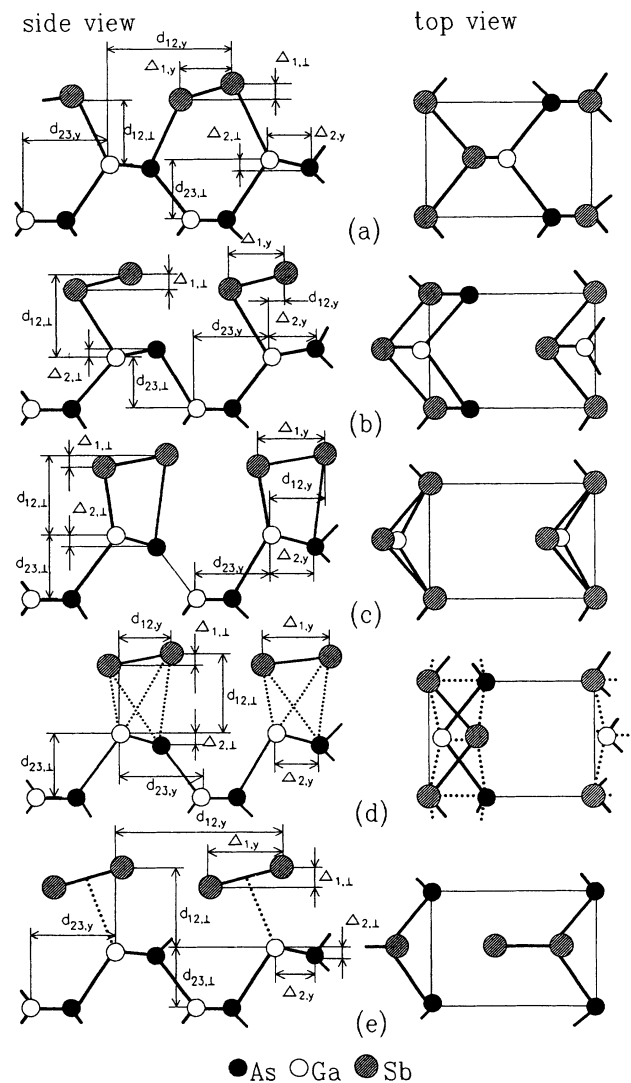 side view
top view
d12,y
Δ1,y
Δ1,⊥
d23,y
d12,⊥
Δ2,⊥
Δ2,y
d23,⊥
(a)
Δ1,y
Δ1,⊥
d12,⊥
d12,y
d23,y
Δ2,y
Δ2,⊥
d23,⊥
(b)
Δ1,⊥
Δ1,y
d12,⊥
d12,y
Δ2,⊥
d23,⊥
d23,y
Δ2,y
(c)
d12,y
Δ1,⊥
Δ1,y
d12,⊥
Δ2,⊥
d23,⊥
d23,y
Δ2,y
(d)
d12,y
Δ1,y
Δ1,⊥
d23,y
d12,⊥
Δ2,⊥
d23,⊥
Δ2,y
(e)
As Ga Sb